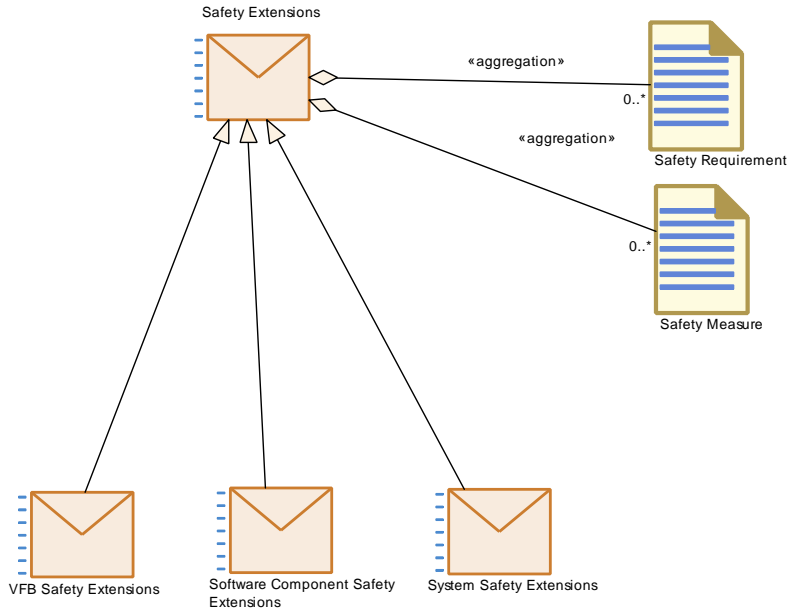 Safety Extensions
«aggregation»
0..*
Safety Requirement
«aggregation»
0..*
Safety Measure
VFB Safety Extensions
Software Component Safety
Extensions
System Safety Extensions